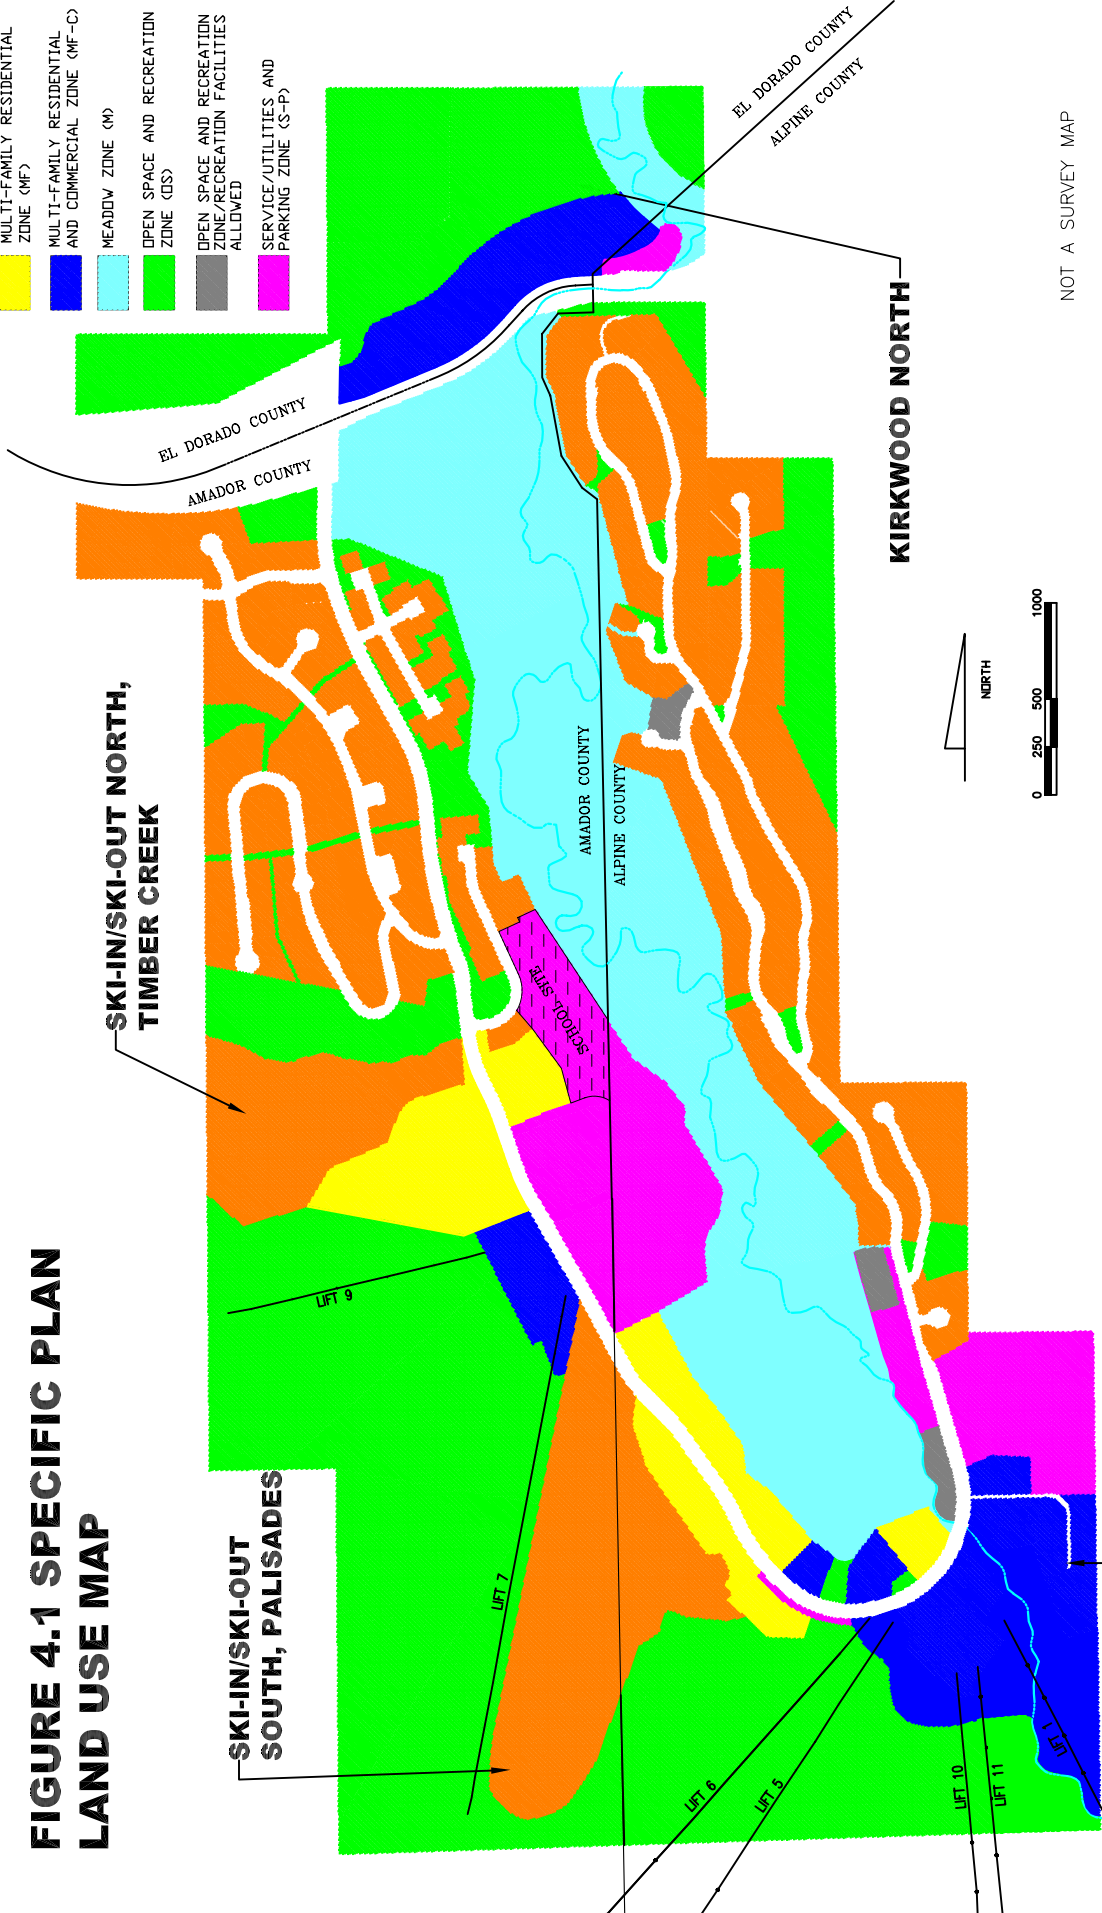 FIGURE 4.1 SPECIFIC PLAN
LAND USE MAP
MULTI-FAMILY RESIDENTIAL
ZONE (MF)
MULTI-FAMILY RESIDENTIAL
AND COMMERCIAL ZONE (MF-C)
MEADOW ZONE (M)
OPEN SPACE AND RECREATION
ZONE (OS)
OPEN SPACE AND RECREATION
ZONE/RECREATION FACILITIES
ALLOWED
SERVICE/UTILITIES AND
PARKING ZONE (S-P)
SKI-IN/SKI-OUT NORTH,
TIMBER CREEK
SKI-IN/SKI-OUT
SOUTH, PALISADES
EL DORADO COUNTY
AMADOR COUNTY
EL DORADO COUNTY
ALPINE COUNTY
AMADOR COUNTY
ALPINE COUNTY
SCHOOL SITE
LIFT 9
LIFT 7
LIFT 6
LIFT 5
LIFT 10
LIFT 11
LIFT 1
KIRKWOOD NORTH
NORTH
0 250 500 1000
NOT A SURVEY MAP